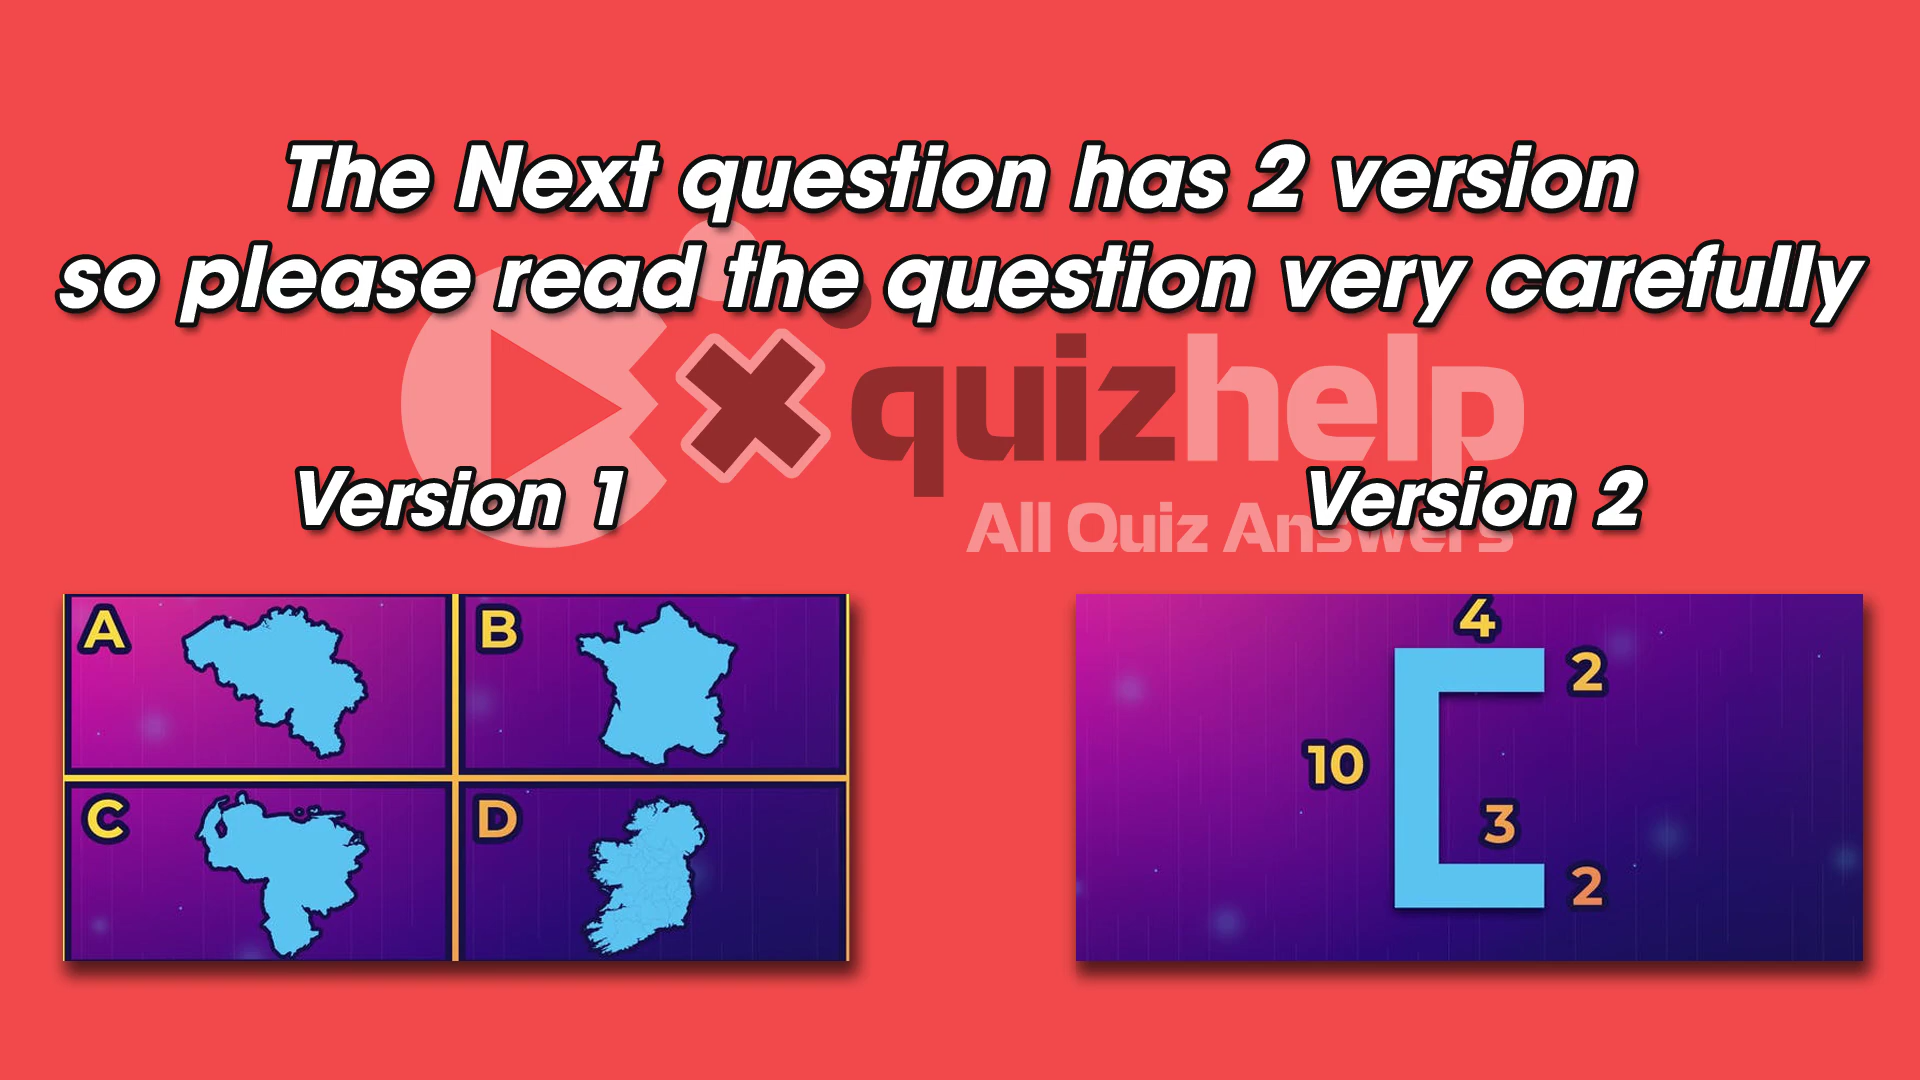 The Next question has 2 version
so please read the question very carefully
quizhelp
All Quiz Answers
Version 1
Version 2
A
B
C
D
4
2
10
3
2